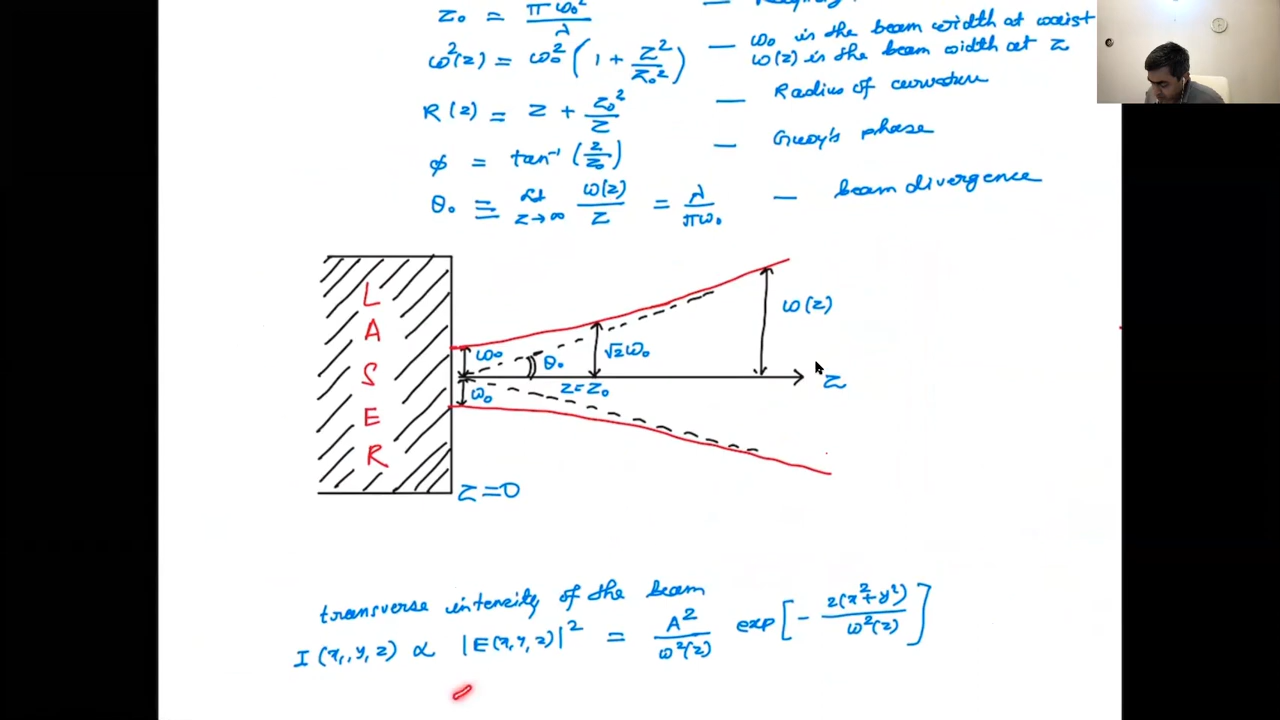 z₀ = πω₀²/λ —
ω²(z) = ω₀² (1 + z²/z₀²) — ω₀ is the beam width at waist
ω(z) is the beam width at z
R(z) = z + z₀²/z — Radius of curvature
φ = tan⁻¹ (z/z₀) — Guoy's phase
θ₀ ≡ Lt z→∞ ω(z)/z = λ/πω₀ — beam divergence
LASER
ω₀
θ₀
√2ω₀
ω(z)
z
z=z₀
ω₀
z=0
transverse intensity of the beam
I(x,y,z) ∝ |E(x,y,z)|² = A²/ω²(z) exp[- 2(x²+y²)/ω²(z)]